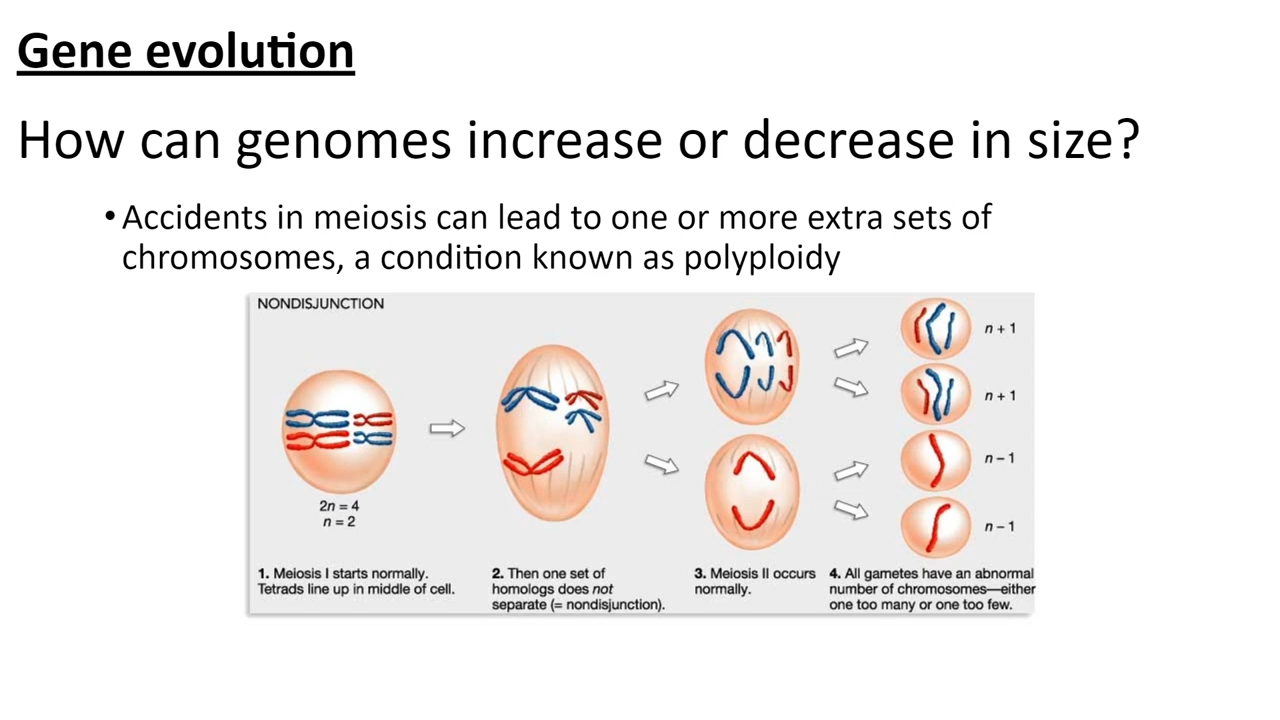 Gene evolution
How can genomes increase or decrease in size?
• Accidents in meiosis can lead to one or more extra sets of
chromosomes, a condition known as polyploidy
NONDISJUNCTION
2n = 4
n = 2
n + 1
n + 1
n – 1
n – 1
1. Meiosis I starts normally.
Tetrads line up in middle of cell.
2. Then one set of
homologs does not
separate (= nondisjunction).
3. Meiosis II occurs
normally.
4. All gametes have an abnormal
number of chromosomes—either
one too many or one too few.